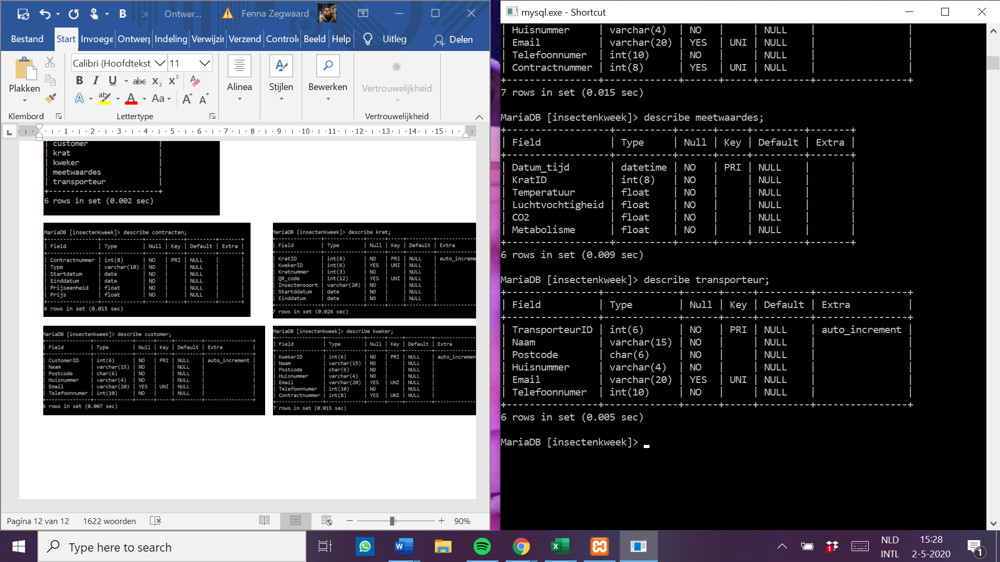 Ontwer...
Fenna Zegwaard
Bestand Start Invoege Ontwerp Indeling Verwijzin Verzend Control Beeld Help Uitleg Delen
Plakken
Klembord
Calibri (Hoofdtekst) 11
B I U abc X₂ X²
A ab A Aa A A
Lettertype
Alinea
Stijlen
Bewerken
Vertrouwelijkheid
Vertrouwelijkheid
1 2 3 4 5 6 7 8 9 10 11 12 13 14 15
| customer |
| krat |
| kweker |
| meetwaardes |
| transporteur |
+------------------------+
6 rows in set (0.002 sec)
MariaDB [insectenkweek]> describe contracten;
| Field | Type | Null | Key | Default | Extra |
| Contractnummer | int(8) | NO | PRI | NULL | |
| Type | varchar(10) | NO | | NULL | |
| Startdatum | date | NO | | NULL | |
| Einddatum | date | NO | | NULL | |
| Prijseenheid | float | NO | | NULL | |
| Prijs | float | NO | | NULL | |
6 rows in set (0.015 sec)
MariaDB [insectenkweek]> describe krat;
| Field | Type | Null | Key | Default | Extra
| KratID | int(8) | NO | PRI | NULL | auto_increme
| KwekerID | int(6) | YES | UNI | NULL |
| Kratnummer | int(3) | NO | | NULL |
| QR_code | int(12) | YES | UNI | NULL |
| Insectensoort | varchar(20) | NO | | NULL |
| Startddatum | date | NO | | NULL |
| Einddatum | date | NO | | NULL |
7 rows in set (0.026 sec)
MariaDB [insectenkweek]> describe customer;
| Field | Type | Null | Key | Default | Extra |
| CustomerID | int(6) | NO | PRI | NULL | auto_increment |
| Naam | varchar(15) | NO | | NULL | |
| Postcode | char(6) | NO | | NULL | |
| Huisnummer | varchar(4) | NO | | NULL | |
| Email | varchar(20) | YES | UNI | NULL | |
| Telefoonnumer | int(10) | NO | | NULL | |
6 rows in set (0.007 sec)
MariaDB [insectenkweek]> describe kweker;
| Field | Type | Null | Key | Default | Extra
| KwekerID | int(6) | NO | PRI | NULL | auto_incremen
| Naam | varchar(15) | NO | | NULL |
| Postcode | char(6) | NO | | NULL |
| Huisnummer | varchar(4) | NO | | NULL |
| Email | varchar(20) | YES | UNI | NULL |
| Telefoonnumer | int(10) | NO | | NULL |
| Contractnummer | int(8) | YES | UNI | NULL |
7 rows in set (0.015 sec)
Pagina 12 van 12 1622 woorden 90%
mysql.exe - Shortcut
| Huisnummer | varchar(4) | NO | | NULL | |
| Email | varchar(20) | YES | UNI | NULL | |
| Telefoonnumer | int(10) | NO | | NULL | |
| Contractnummer | int(8) | YES | UNI | NULL | |
+----------------+-------------+------+-----+---------+----------------+
7 rows in set (0.015 sec)
MariaDB [insectenkweek]> describe meetwaardes;
+------------------+----------+------+-----+---------+-------+
| Field | Type | Null | Key | Default | Extra |
+------------------+----------+------+-----+---------+-------+
| Datum_tijd | datetime | NO | PRI | NULL | |
| KratID | int(8) | NO | | NULL | |
| Temperatuur | float | NO | | NULL | |
| Luchtvochtigheid | float | NO | | NULL | |
| CO2 | float | NO | | NULL | |
| Metabolisme | float | NO | | NULL | |
+------------------+----------+------+-----+---------+-------+
6 rows in set (0.009 sec)
MariaDB [insectenkweek]> describe transporteur;
+----------------+-------------+------+-----+---------+----------------+
| Field | Type | Null | Key | Default | Extra |
+----------------+-------------+------+-----+---------+----------------+
| TransporteurID | int(6) | NO | PRI | NULL | auto_increment |
| Naam | varchar(15) | NO | | NULL | |
| Postcode | char(6) | NO | | NULL | |
| Huisnummer | varchar(4) | NO | | NULL | |
| Email | varchar(20) | YES | UNI | NULL | |
| Telefoonnumer | int(10) | NO | | NULL | |
+----------------+-------------+------+-----+---------+----------------+
6 rows in set (0.005 sec)
MariaDB [insectenkweek]>
Type here to search
NLD
INTL
15:28
2-5-2020
1
1